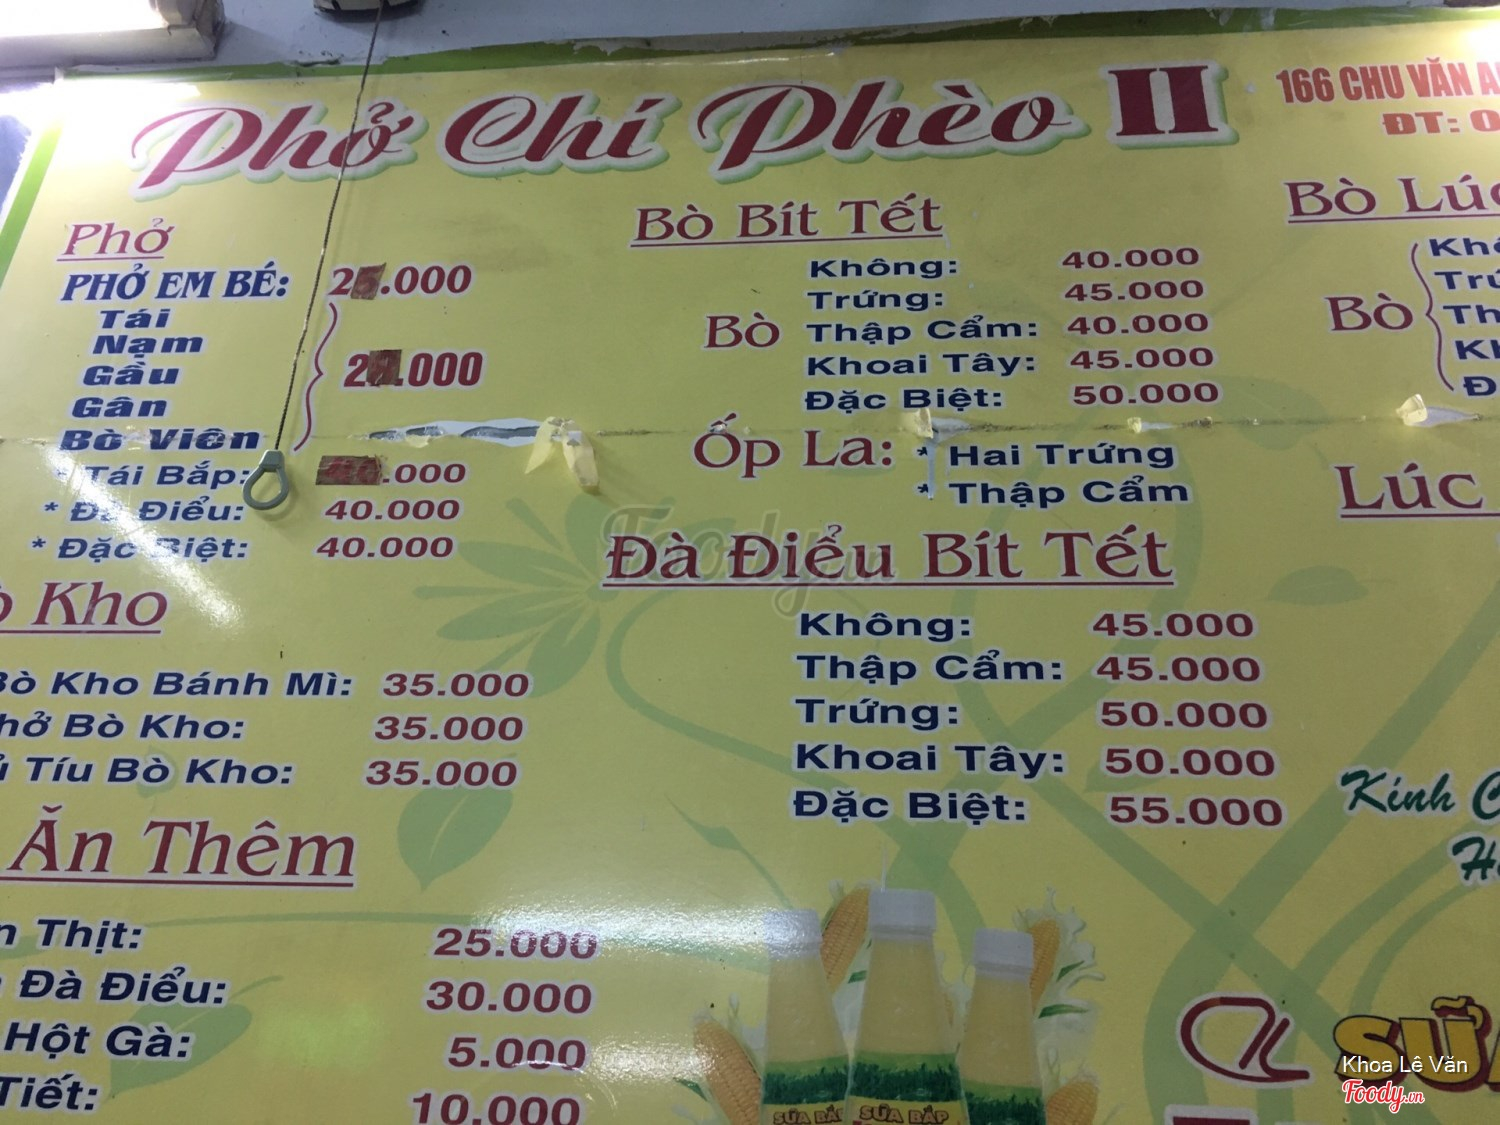 Phở Chí Phèo II
166 CHU VĂN
ĐT: 0
Phở
PHỞ EM BÉ: 25.000
Tái
Nạm
Gầu
Gân
Bò Viên
.000
* Tái Bắp: .000
* Đà Điểu: 40.000
* Đặc Biệt: 40.000
Kho
Bò Kho Bánh Mì: 35.000
Phở Bò Kho: 35.000
Tíu Bò Kho: 35.000
Ăn Thêm
Thịt: 25.000
Đà Điểu: 30.000
Hột Gà: 5.000
Tiết: 10.000
Bò Bít Tết
Bò
Không: 40.000
Trứng: 45.000
Thập Cẩm: 40.000
Khoai Tây: 45.000
Đặc Biệt: 50.000
Ốp La: * Hai Trứng
* Thập Cẩm
Đà Điểu Bít Tết
Không: 45.000
Thập Cẩm: 45.000
Trứng: 50.000
Khoai Tây: 50.000
Đặc Biệt: 55.000
Bò Lúc
Bò
Lúc
Kính
SỮA BẮP
SỮA BẮP
SỮA
Foody.vn
Khoa Lê Văn
Foody.vn